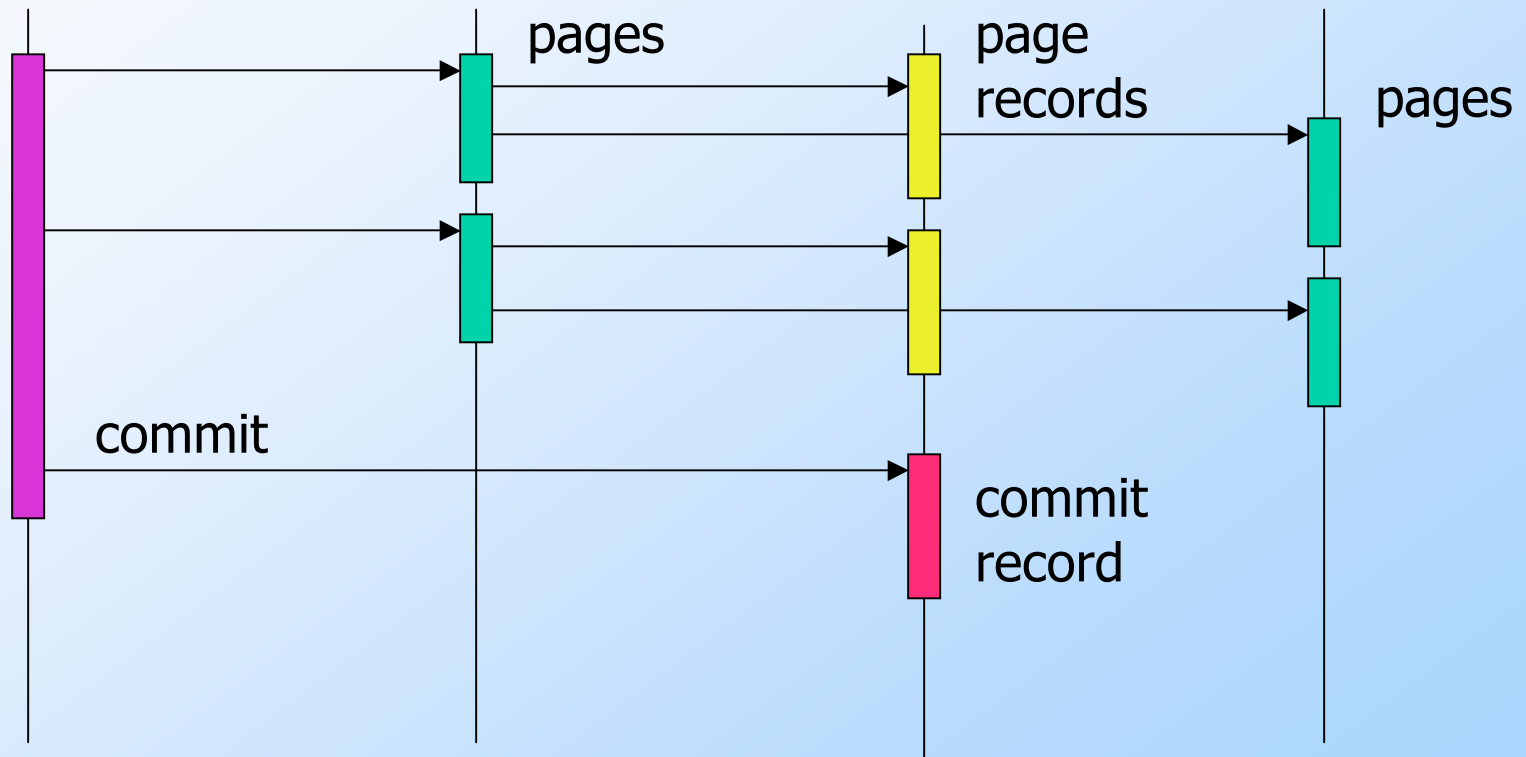 pages
page
records
pages
commit
commit
record